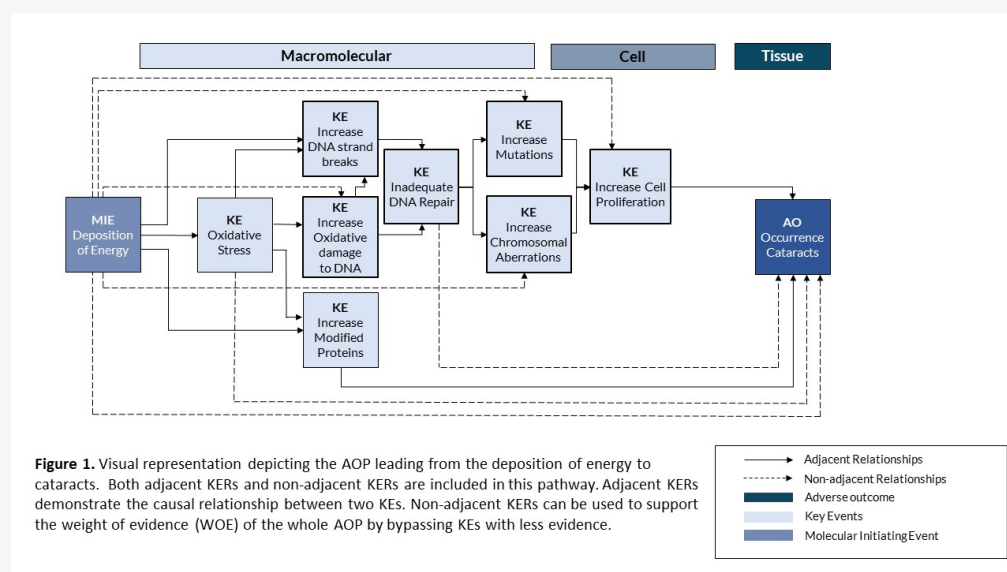 Macromolecular
Cell
Tissue
KE
Increase
DNA strand
breaks
KE
Increase
Mutations
KE
Inadequate
DNA Repair
KE
Increase Cell
Proliferation
MIE
Deposition
of Energy
KE
Oxidative
Stress
KE
Increase
Oxidative
damage
to DNA
KE
Increase
Chromosomal
Aberrations
AO
Occurrence
Cataracts
KE
Increase
Modified
Proteins
Figure 1. Visual representation depicting the AOP leading from the deposition of energy to
cataracts. Both adjacent KERs and non-adjacent KERs are included in this pathway. Adjacent KERs
demonstrate the causal relationship between two KEs. Non-adjacent KERs can be used to support
the weight of evidence (WOE) of the whole AOP by bypassing KEs with less evidence.
Adjacent Relationships
Non-adjacent Relationships
Adverse outcome
Key Events
Molecular Initiating Event